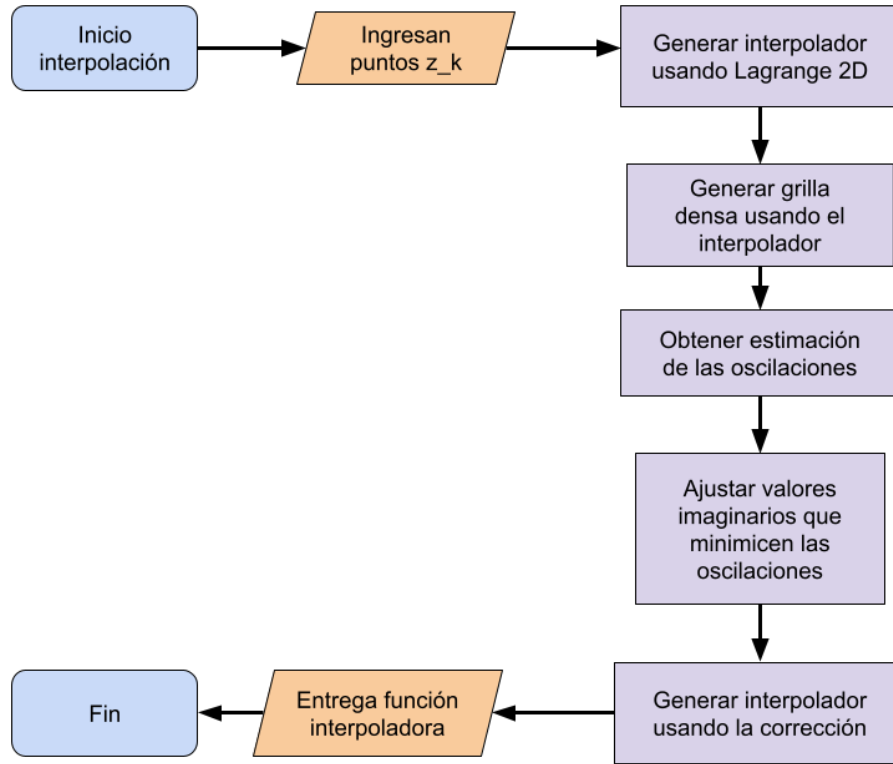 Inicio
interpolación
Ingresan
puntos z_k
Generar interpolador
usando Lagrange 2D
Generar grilla
densa usando el
interpolador
Obtener estimación
de las oscilaciones
Ajustar valores
imaginarios que
minimicen las
oscilaciones
Generar interpolador
usando la corrección
Entrega función
interpoladora
Fin